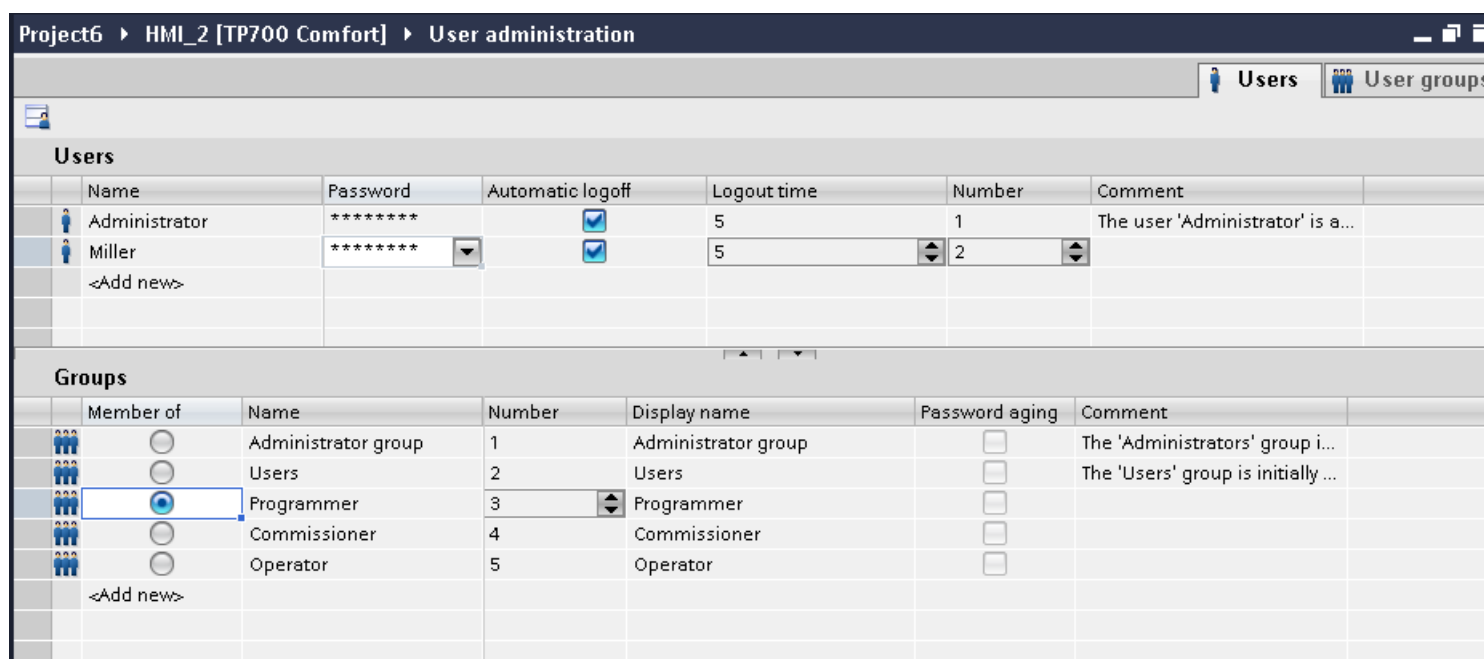 Project6 ▸ HMI_2 [TP700 Comfort] ▸ User administration
Users User groups
Users
Name Password Automatic logoff Logout time Number Comment
Administrator ******** 5 1 The user 'Administrator' is a...
Miller ******** 5 2
<Add new>
Groups
Member of Name Number Display name Password aging Comment
Administrator group 1 Administrator group The 'Administrators' group i...
Users 2 Users The 'Users' group is initially ...
Programmer 3 Programmer
Commissioner 4 Commissioner
Operator 5 Operator
<Add new>